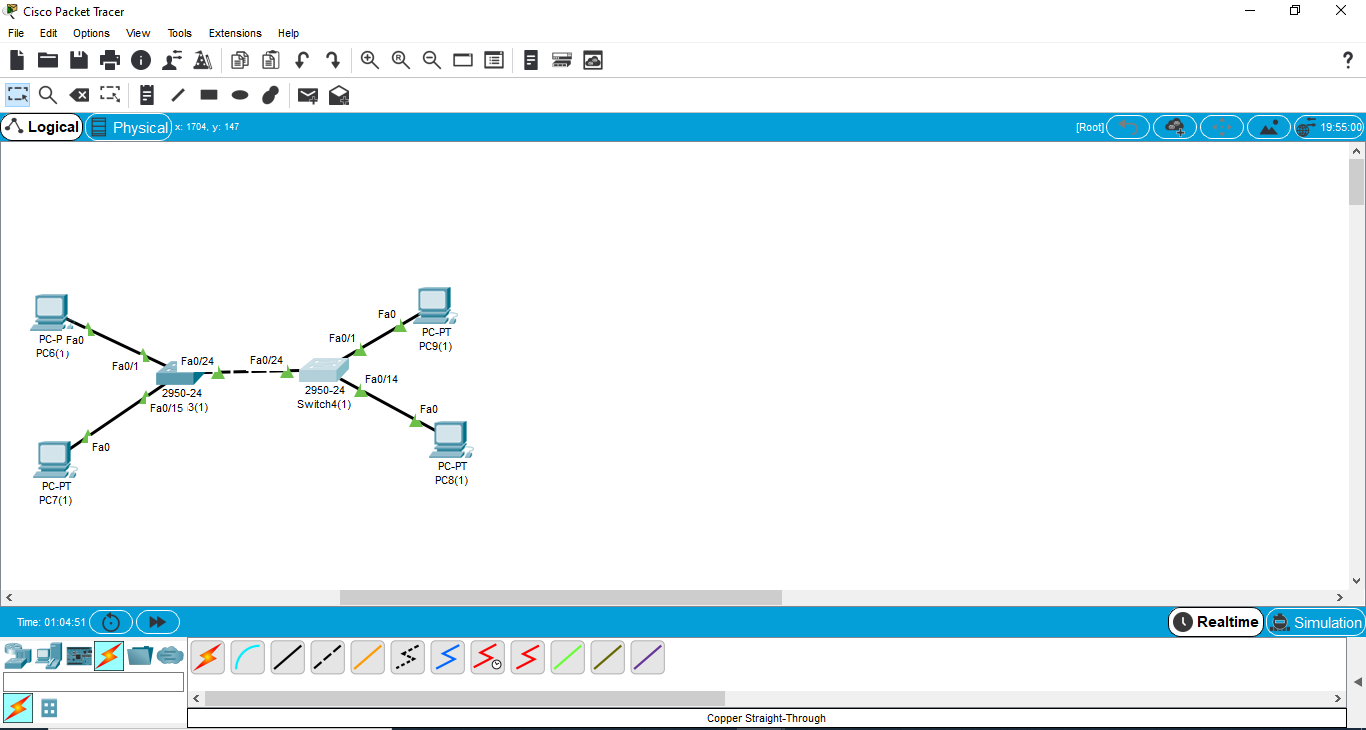 Cisco Packet Tracer
File Edit Options View Tools Extensions Help
Logical Physical x: 1704, y: 147 [Root] 19:55:00
Fa0
PC-PT
PC9(1)
Fa0/1
PC-P Fa0
PC6(1)
Fa0/1
Fa0/24 Fa0/24
2950-24
Fa0/15 3(1)
2950-24
Switch4(1)
Fa0/14
Fa0
Fa0
PC-PT
PC7(1)
PC-PT
PC8(1)
Time: 01:04:51 Realtime Simulation
Copper Straight-Through